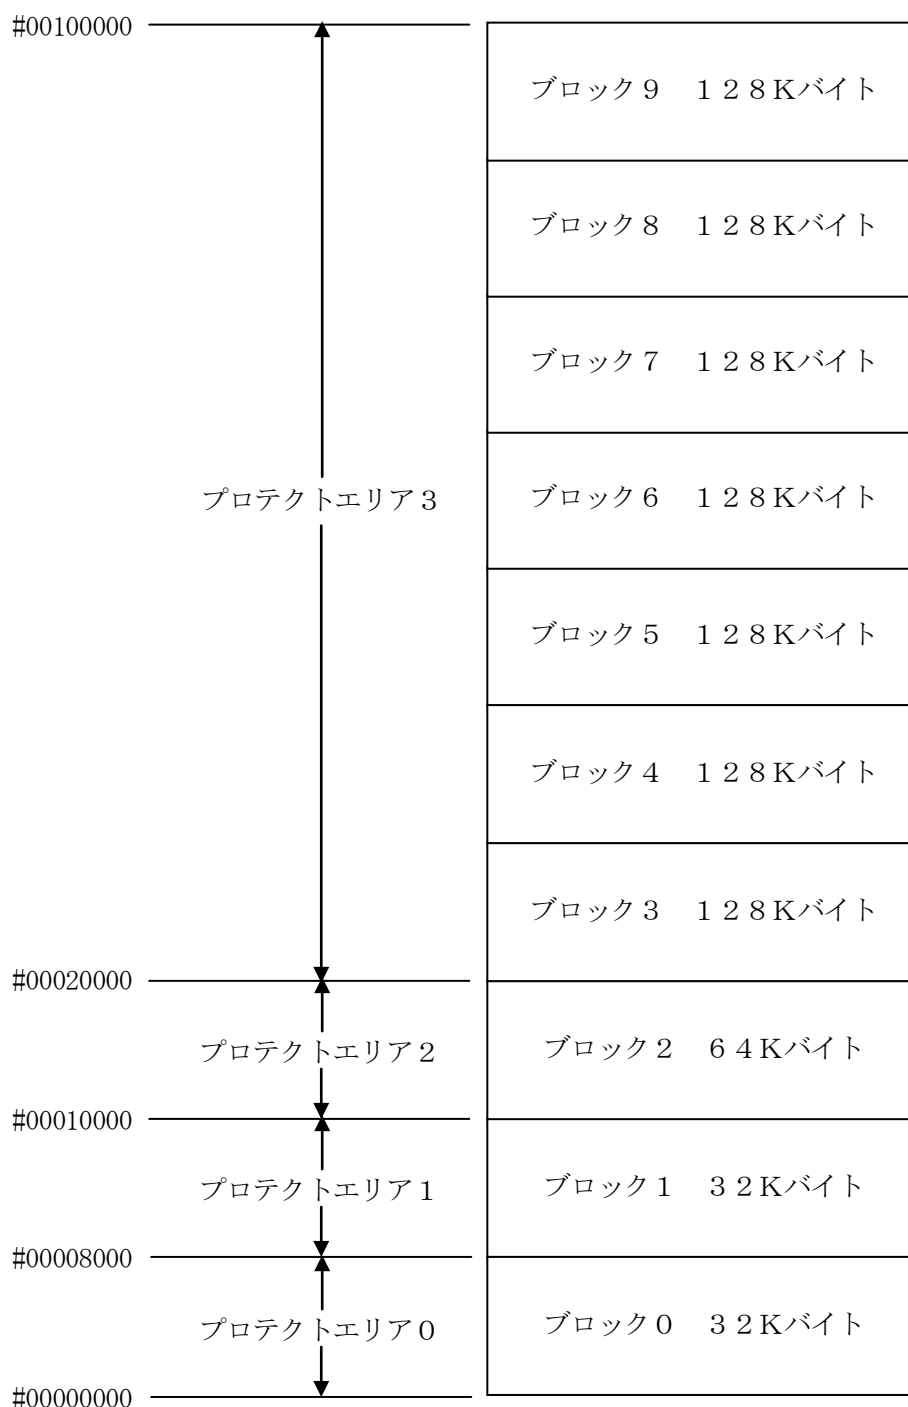 #00100000
ブロック９　１２８Ｋバイト
ブロック８　１２８Ｋバイト
ブロック７　１２８Ｋバイト
プロテクトエリア３
ブロック６　１２８Ｋバイト
ブロック５　１２８Ｋバイト
ブロック４　１２８Ｋバイト
ブロック３　１２８Ｋバイト
#00020000
プロテクトエリア２
ブロック２　６４Ｋバイト
#00010000
プロテクトエリア１
ブロック１　３２Ｋバイト
#00008000
プロテクトエリア０
ブロック０　３２Ｋバイト
#00000000